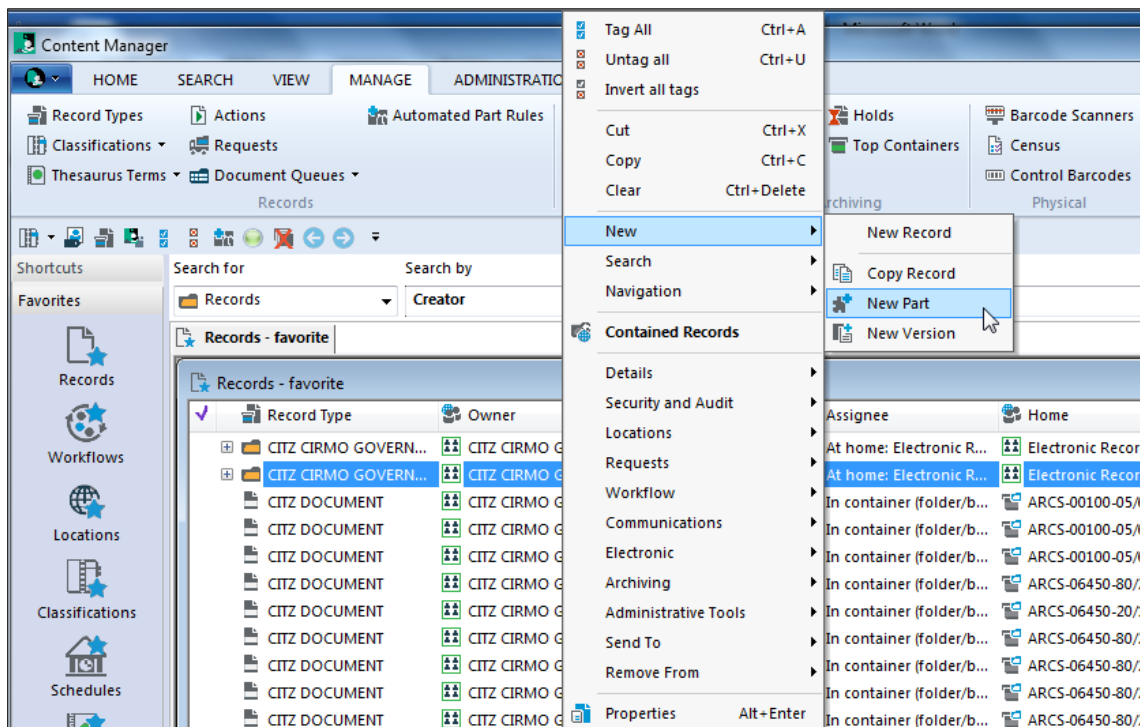 Content Manager
HOME SEARCH VIEW MANAGE ADMINISTRATIO
Record Types Actions Automated Part Rules
Classifications Requests
Thesaurus Terms Document Queues
Records
Holds Barcode Scanners
Top Containers Census
Control Barcodes
rchiving Physical
Tag All Ctrl+A
Untag all Ctrl+U
Invert all tags
Cut Ctrl+X
Copy Ctrl+C
Clear Ctrl+Delete
New
Search
Navigation
Contained Records
Details
Security and Audit
Locations
Requests
Workflow
Communications
Electronic
Archiving
Administrative Tools
Send To
Remove From
Properties Alt+Enter
New Record
Copy Record
New Part
New Version
Shortcuts
Favorites
Records
Workflows
Locations
Classifications
Schedules
Search for Search by
Records Creator
Records - favorite
Records - favorite
Record Type Owner Assignee Home
CITZ CIRMO GOVERN... CITZ CIRMO G At home: Electronic R... Electronic Recor
CITZ CIRMO GOVERN... CITZ CIRMO G At home: Electronic R... Electronic Recor
CITZ DOCUMENT CITZ CIRMO G In container (folder/b... ARCS-00100-05/
CITZ DOCUMENT CITZ CIRMO G In container (folder/b... ARCS-00100-05/
CITZ DOCUMENT CITZ CIRMO G In container (folder/b... ARCS-00100-05/
CITZ DOCUMENT CITZ CIRMO G In container (folder/b... ARCS-06450-80/
CITZ DOCUMENT CITZ CIRMO G In container (folder/b... ARCS-06450-20/
CITZ DOCUMENT CITZ CIRMO G In container (folder/b... ARCS-06450-80/
CITZ DOCUMENT CITZ CIRMO G In container (folder/b... ARCS-06450-80/
CITZ DOCUMENT CITZ CIRMO G In container (folder/b... ARCS-06450-80/
CITZ DOCUMENT CITZ CIRMO G In container (folder/b... ARCS-06450-80/